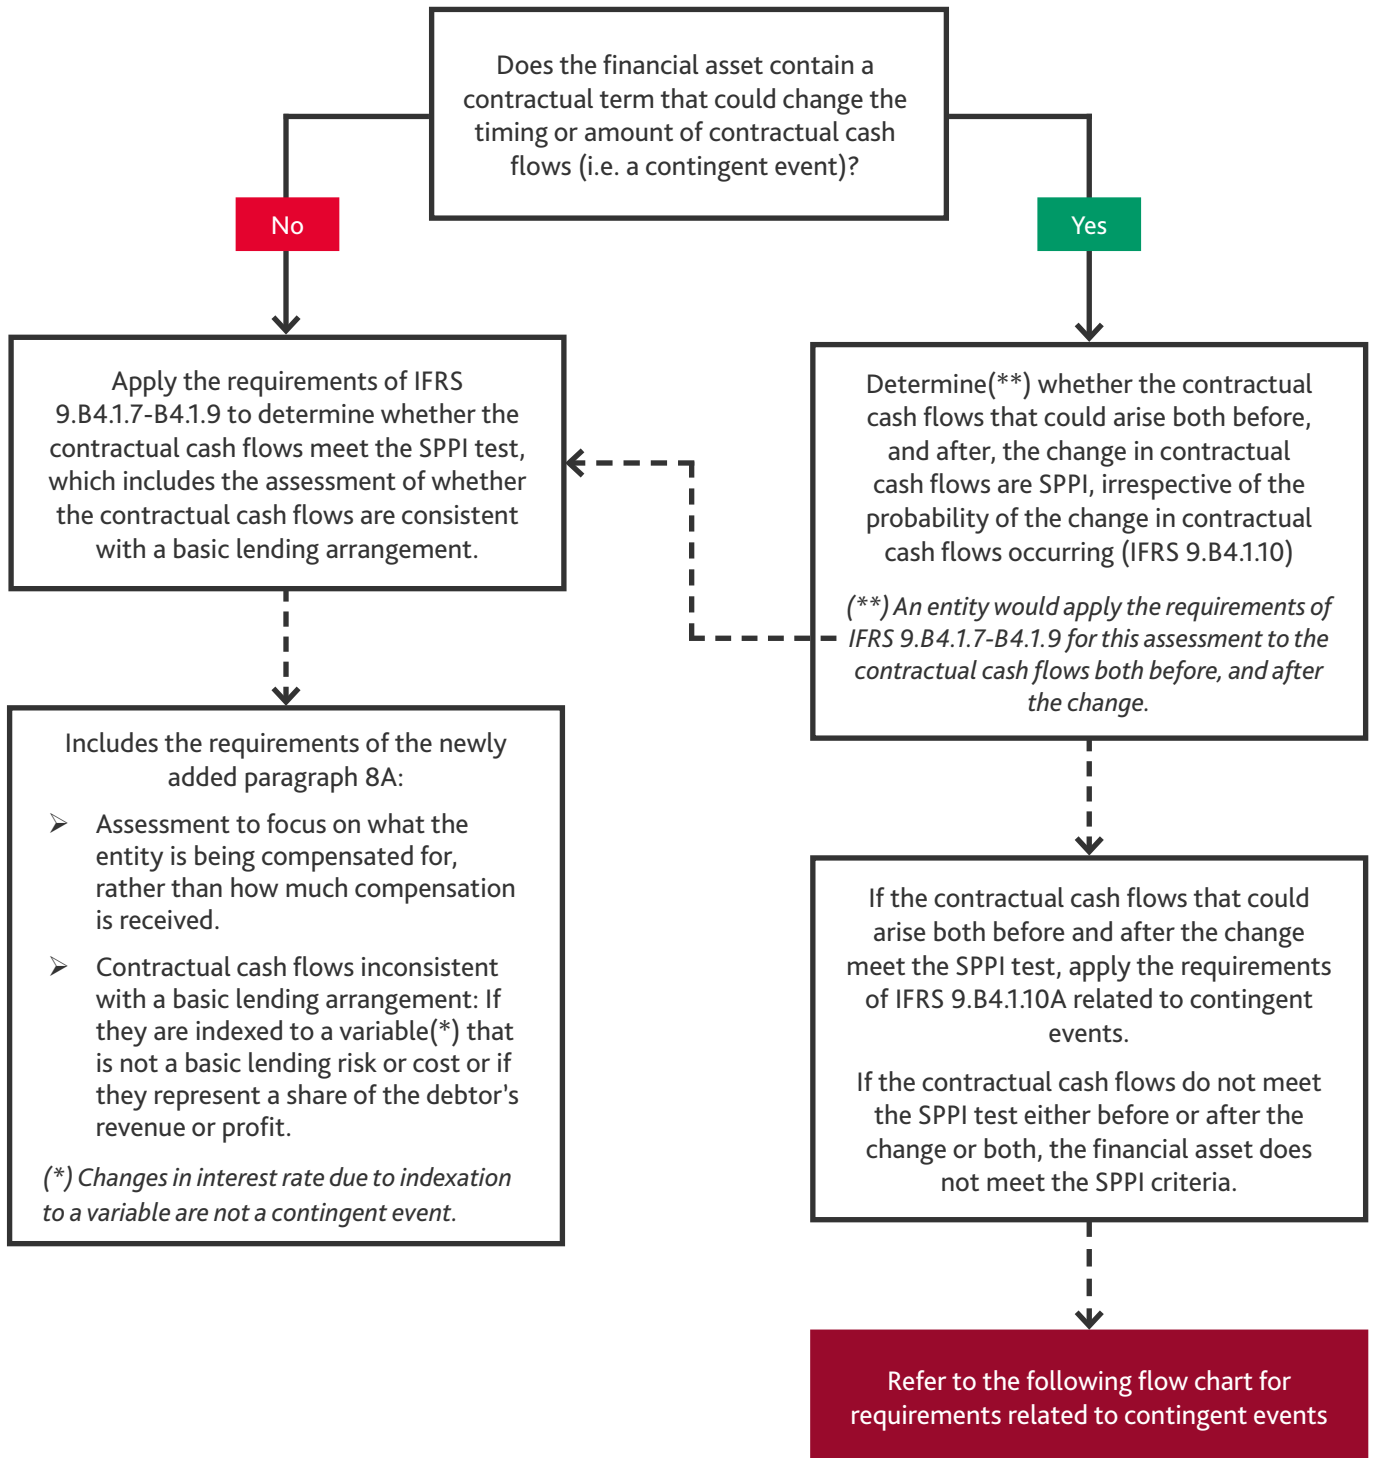 Does the financial asset contain a
contractual term that could change the
timing or amount of contractual cash
flows (i.e. a contingent event)?
No
Yes
Apply the requirements of IFRS
9.B4.1.7-B4.1.9 to determine whether the
contractual cash flows meet the SPPI test,
which includes the assessment of whether
the contractual cash flows are consistent
with a basic lending arrangement.
Includes the requirements of the newly
added paragraph 8A:
➢ Assessment to focus on what the
entity is being compensated for,
rather than how much compensation
is received.
➢ Contractual cash flows inconsistent
with a basic lending arrangement: If
they are indexed to a variable(*) that
is not a basic lending risk or cost or if
they represent a share of the debtor's
revenue or profit.
(*) Changes in interest rate due to indexation
to a variable are not a contingent event.
Determine(**) whether the contractual
cash flows that could arise both before,
and after, the change in contractual
cash flows are SPPI, irrespective of the
probability of the change in contractual
cash flows occurring (IFRS 9.B4.1.10)
(**) An entity would apply the requirements of
IFRS 9.B4.1.7-B4.1.9 for this assessment to the
contractual cash flows both before, and after
the change.
If the contractual cash flows that could
arise both before and after the change
meet the SPPI test, apply the requirements
of IFRS 9.B4.1.10A related to contingent
events.
If the contractual cash flows do not meet
the SPPI test either before or after the
change or both, the financial asset does
not meet the SPPI criteria.
Refer to the following flow chart for
requirements related to contingent events